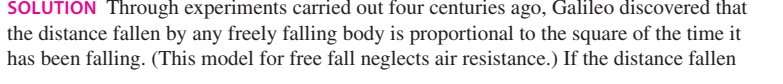 SOLUTION Through experiments carried out four centuries ago, Galileo discovered that
the distance fallen by any freely falling body is proportional to the square of the time it
has been falling. (This model for free fall neglects air resistance.) If the distance fallen